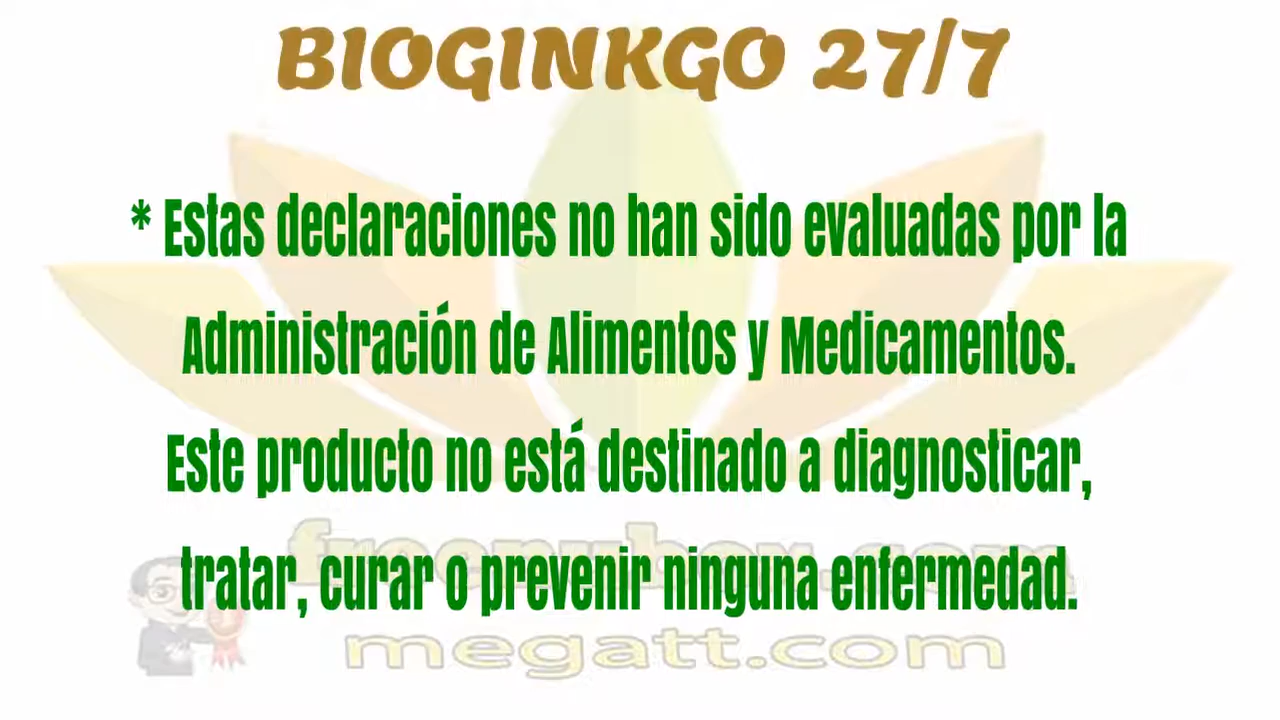 BIOGINKGO 27/7
* Estas declaraciones no han sido evaluadas por la
Administración de Alimentos y Medicamentos.
Este producto no está destinado a diagnosticar,
tratar, curar o prevenir ninguna enfermedad.
megatt.com